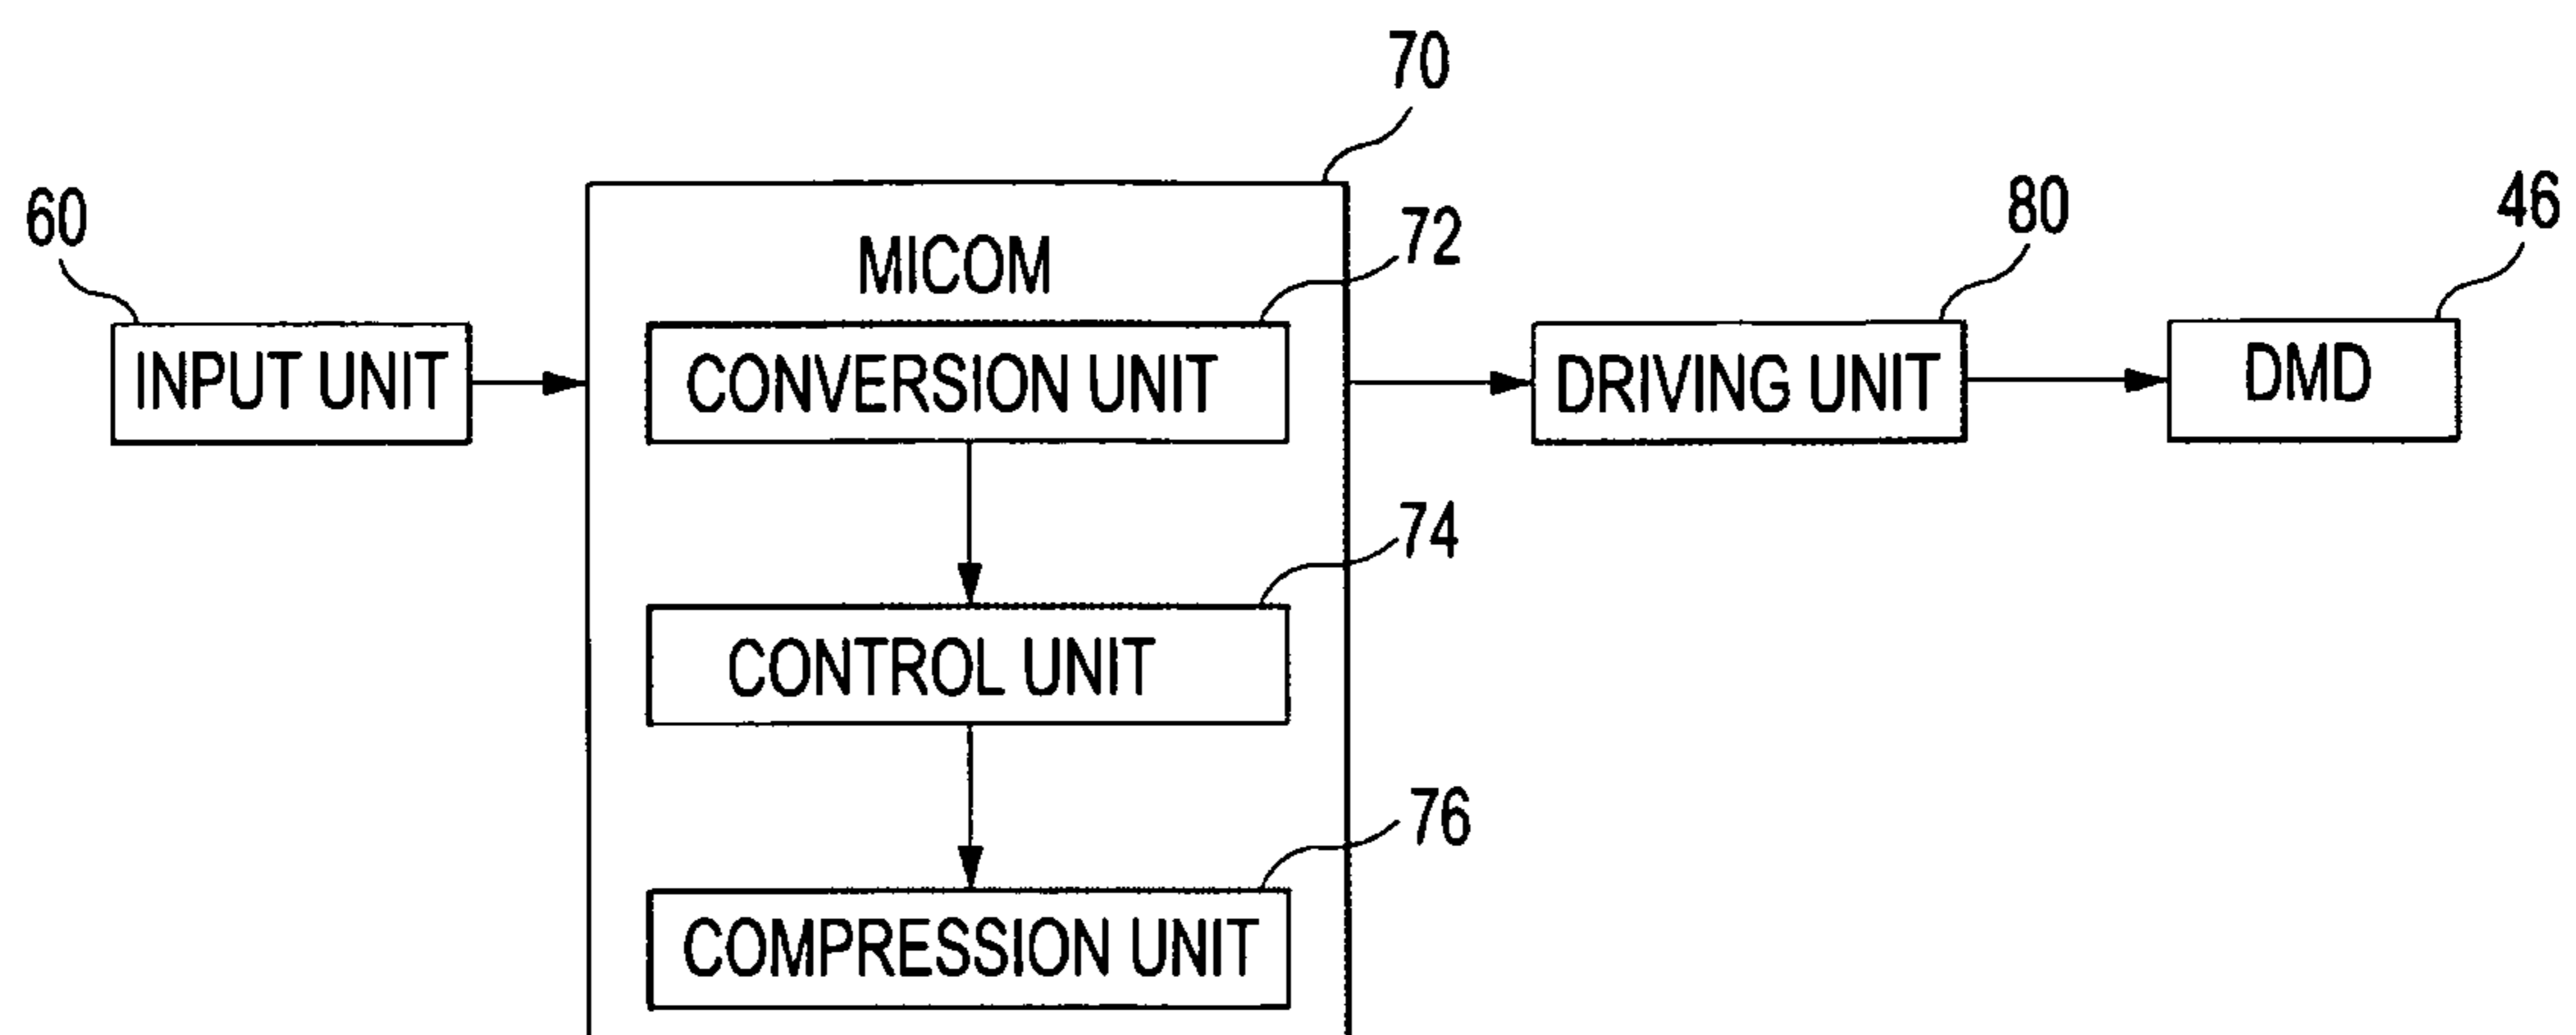 70
60
72
80
46
MICOM
INPUT UNIT
CONVERSION UNIT
DRIVING UNIT
DMD
74
CONTROL UNIT
76
COMPRESSION UNIT